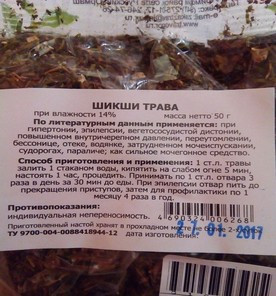 ШИКШИ ТРАВА
при влажности 14% масса нетто 50 г
По литературным данным применяется: при
гипертонии, эпилепсии, вегетососудистой дистонии,
повышенном внутричерепном давлении, переутомлении,
бессоннице, отеке, водянке, затрудненном мочеиспускании,
судорогах, параличе; как сильное мочегонное средство.
Способ приготовления и применения: 1 ст.л. травы
залить 1 стаканом воды, кипятить на слабом огне 5 мин,
настоять 1 час, процедить. Принимать по 1 ст.л. отвара 3
раза в день за 30 мин до еды. При эпилепсии отвар пить до
прекращения приступов, затем для профилактики по 1
месяцу 4 раза в год.
Противопоказания:
индивидуальная непереносимость.
4690324006268
Приготовленный настой хранят в прохладном месте не более 2-
ТУ 9700-004-0088418944-12 дата изготовления:
01 2017